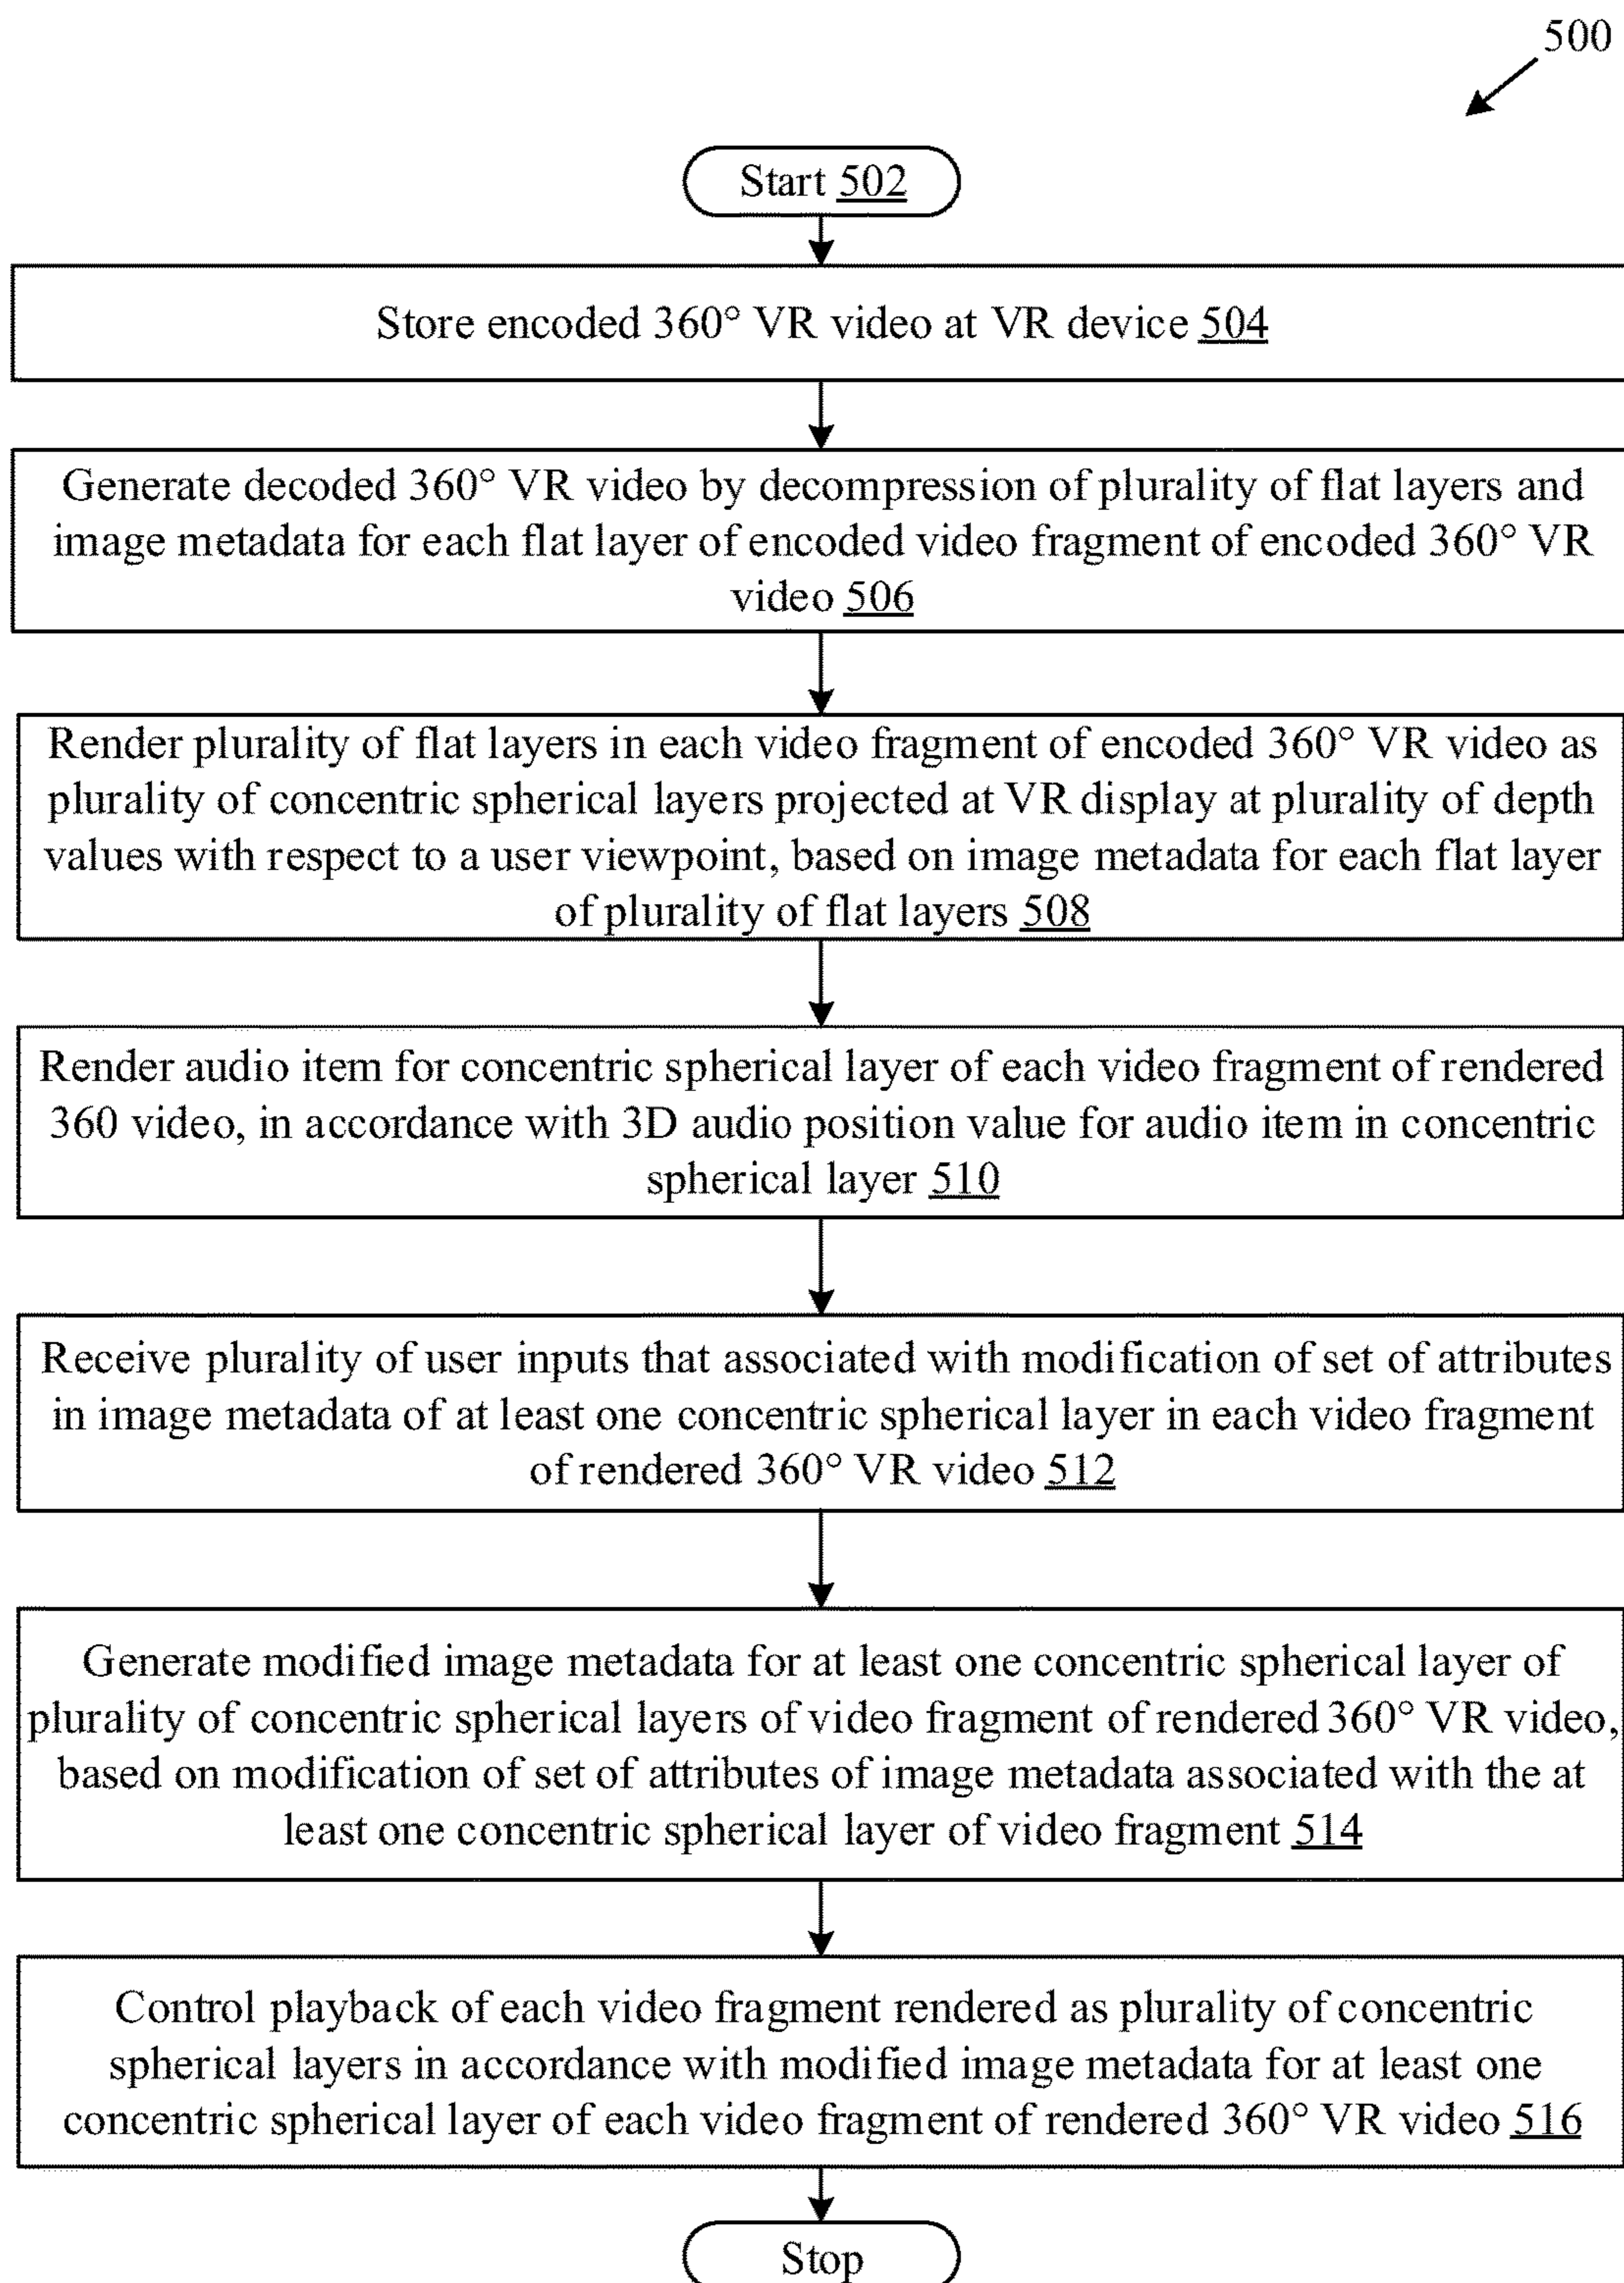 500
Start 502
Store encoded 360° VR video at VR device 504
Generate decoded 360° VR video by decompression of plurality of flat layers and
image metadata for each flat layer of encoded video fragment of encoded 360° VR
video 506
Render plurality of flat layers in each video fragment of encoded 360° VR video as
plurality of concentric spherical layers projected at VR display at plurality of depth
values with respect to a user viewpoint, based on image metadata for each flat layer
of plurality of flat layers 508
Render audio item for concentric spherical layer of each video fragment of rendered
360 video, in accordance with 3D audio position value for audio item in concentric
spherical layer 510
Receive plurality of user inputs that associated with modification of set of attributes
in image metadata of at least one concentric spherical layer in each video fragment
of rendered 360° VR video 512
Generate modified image metadata for at least one concentric spherical layer of
plurality of concentric spherical layers of video fragment of rendered 360° VR video,
based on modification of set of attributes of image metadata associated with the at
least one concentric spherical layer of video fragment 514
Control playback of each video fragment rendered as plurality of concentric
spherical layers in accordance with modified image metadata for at least one
concentric spherical layer of each video fragment of rendered 360° VR video 516
Stop